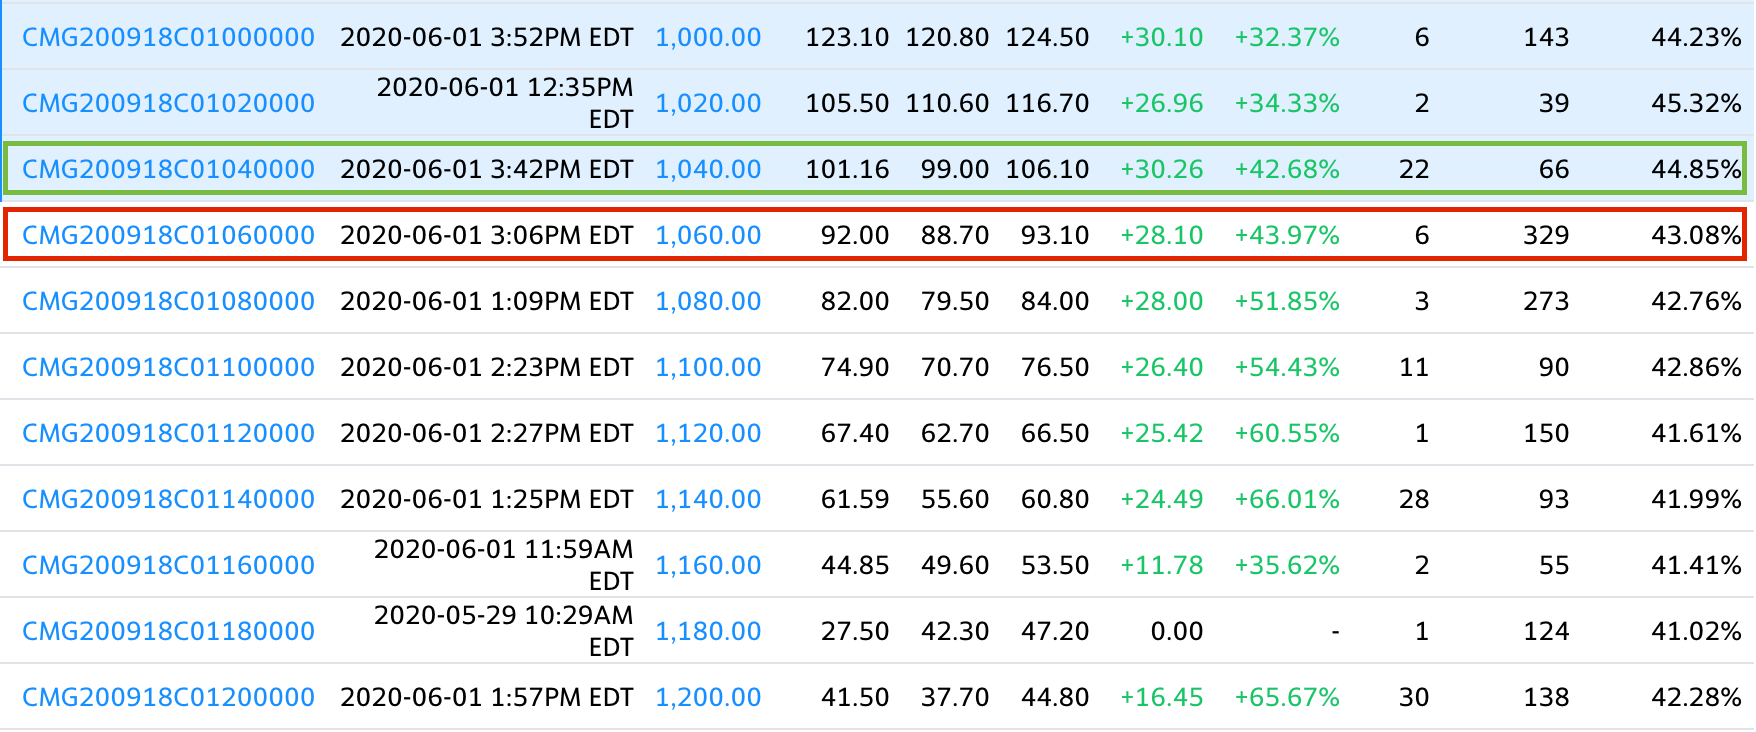 CMG200918C01000000 2020-06-01 3:52PM EDT 1,000.00 123.10 120.80 124.50 +30.10 +32.37% 6 143 44.23%
CMG200918C01020000 2020-06-01 12:35PM EDT 1,020.00 105.50 110.60 116.70 +26.96 +34.33% 2 39 45.32%
CMG200918C01040000 2020-06-01 3:42PM EDT 1,040.00 101.16 99.00 106.10 +30.26 +42.68% 22 66 44.85%
CMG200918C01060000 2020-06-01 3:06PM EDT 1,060.00 92.00 88.70 93.10 +28.10 +43.97% 6 329 43.08%
CMG200918C01080000 2020-06-01 1:09PM EDT 1,080.00 82.00 79.50 84.00 +28.00 +51.85% 3 273 42.76%
CMG200918C01100000 2020-06-01 2:23PM EDT 1,100.00 74.90 70.70 76.50 +26.40 +54.43% 11 90 42.86%
CMG200918C01120000 2020-06-01 2:27PM EDT 1,120.00 67.40 62.70 66.50 +25.42 +60.55% 1 150 41.61%
CMG200918C01140000 2020-06-01 1:25PM EDT 1,140.00 61.59 55.60 60.80 +24.49 +66.01% 28 93 41.99%
CMG200918C01160000 2020-06-01 11:59AM EDT 1,160.00 44.85 49.60 53.50 +11.78 +35.62% 2 55 41.41%
CMG200918C01180000 2020-05-29 10:29AM EDT 1,180.00 27.50 42.30 47.20 0.00 - 1 124 41.02%
CMG200918C01200000 2020-06-01 1:57PM EDT 1,200.00 41.50 37.70 44.80 +16.45 +65.67% 30 138 42.28%